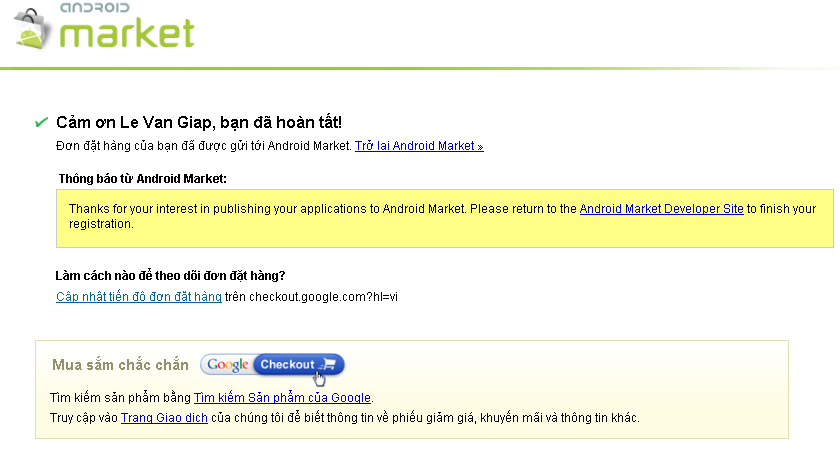 ANDROID
market
Cảm ơn Le Van Giap, bạn đã hoàn tất!
Đơn đặt hàng của bạn đã được gửi tới Android Market. Trở lại Android Market »
Thông báo từ Android Market:
Thanks for your interest in publishing your applications to Android Market. Please return to the Android Market Developer Site to finish your
registration.
Làm cách nào để theo dõi đơn đặt hàng?
Cập nhật tiến độ đơn đặt hàng trên checkout.google.com?hl=vi
Mua sắm chắc chắn Google Checkout
Tìm kiếm sản phẩm bằng Tìm kiếm Sản phẩm của Google.
Truy cập vào Trang Giao dịch của chúng tôi để biết thông tin về phiếu giảm giá, khuyến mãi và thông tin khác.